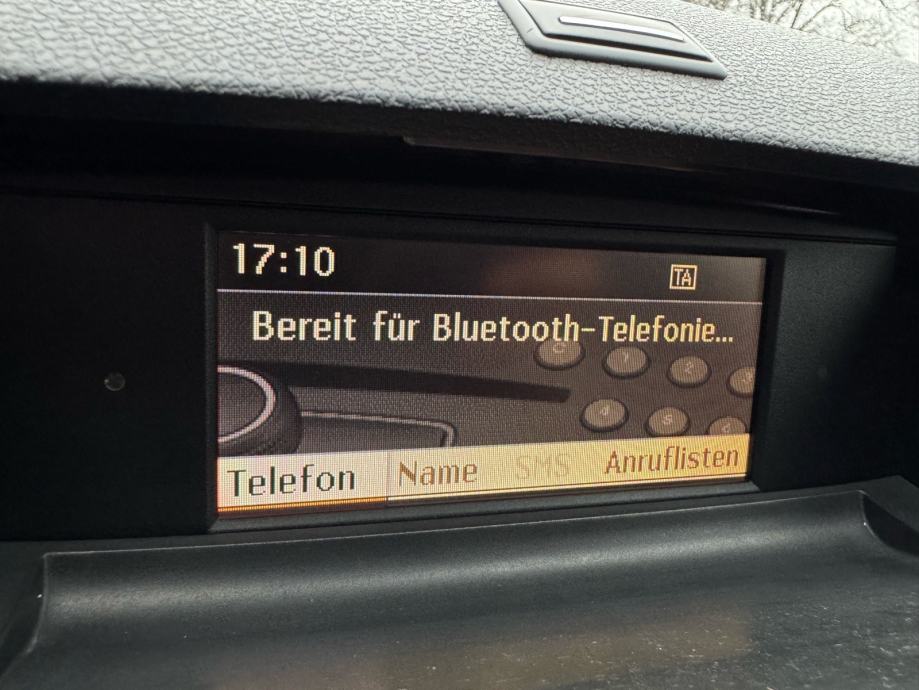 17:10 TA
Bereit für Bluetooth-Telefonie...
Telefon Name SMS Anruflisten